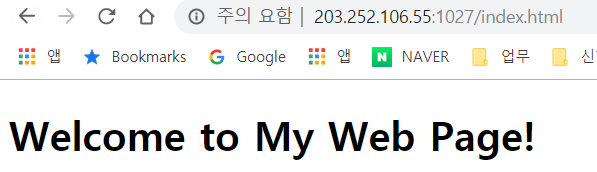 주의 요함 | 203.252.106.55:1027/index.html
앱 Bookmarks Google 앱 NAVER 업무
Welcome to My Web Page!